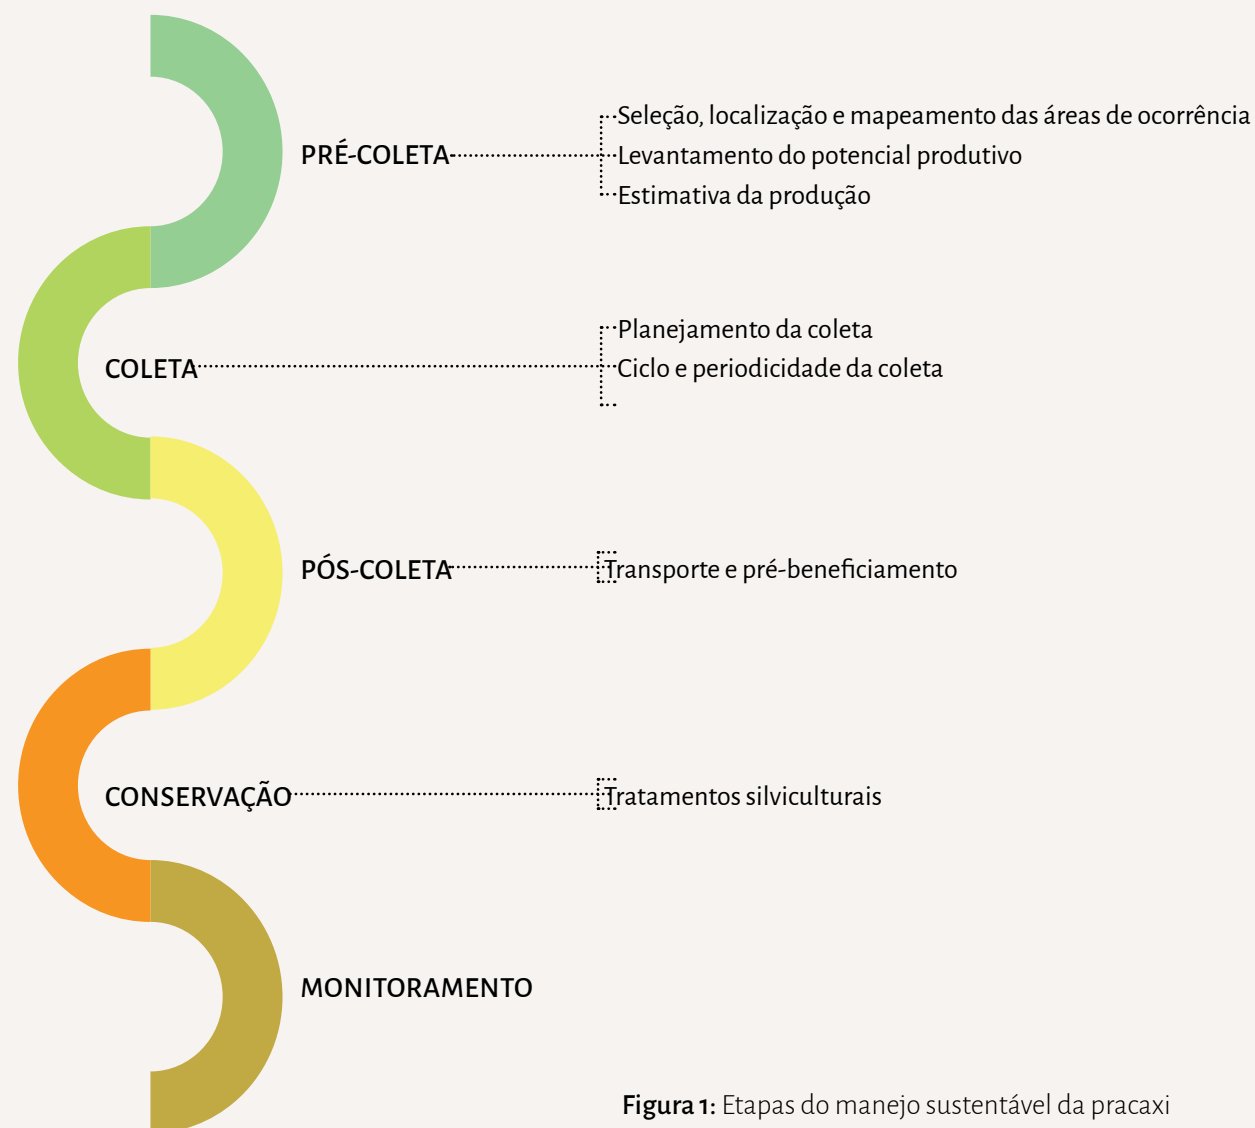 PRÉ-COLETA
Seleção, localização e mapeamento das áreas de ocorrência
Levantamento do potencial produtivo
Estimativa da produção
COLETA
Planejamento da coleta
Ciclo e periodicidade da coleta
PÓS-COLETA
Transporte e pré-beneficiamento
CONSERVAÇÃO
Tratamentos silviculturais
MONITORAMENTO
Figura 1: Etapas do manejo sustentável da pracaxi